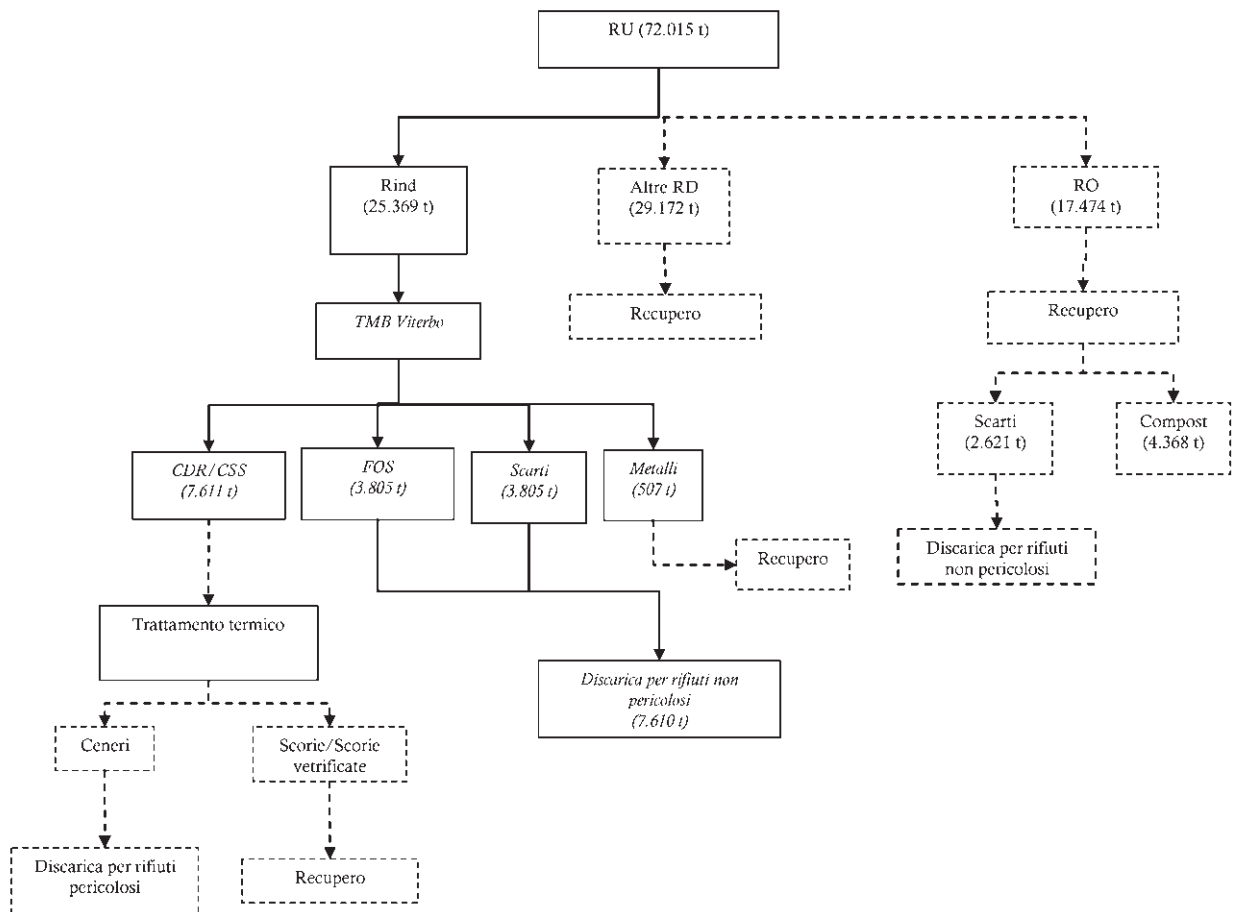 RU (72.015 t)
Rind
(25.369 t)
Altre RD
(29.172 t)
RO
(17.474 t)
TMB Viterbo
Recupero
Recupero
Scarti
(2.621 t)
Compost
(4.368 t)
CDR/CSS
(7.611 t)
FOS
(3.805 t)
Scarti
(3.805 t)
Metalli
(507 t)
Recupero
Discarica per rifiuti
non pericolosi
Trattamento termico
Discarica per rifiuti non
pericolosi
(7.610 t)
Ceneri
Scorie/Scorie
vetrificate
Discarica per rifiuti
pericolosi
Recupero